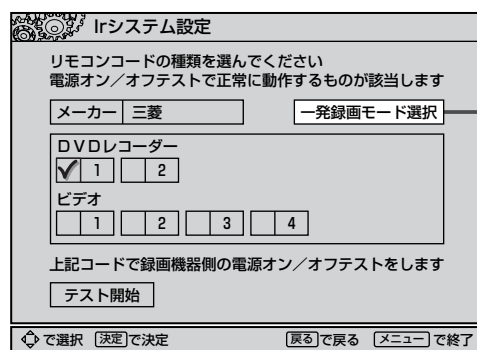 Irシステム設定
リモコンコードの種類を選んでください
電源オン／オフテストで正常に動作するものが該当します
メーカー 三菱 一発録画モード選択
DVDレコーダー
1 2
ビデオ
1 2 3 4
上記コードで録画機器側の電源オン／オフテストをします
テスト開始
で選択 決定で決定 戻るで戻る メニューで終了